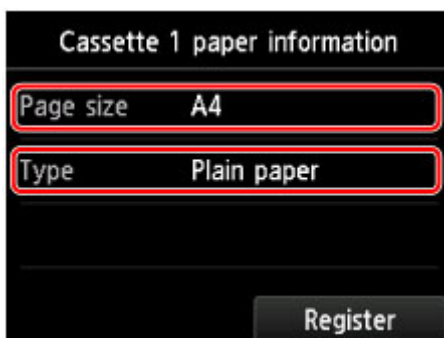 Cassette 1 paper information
Page size A4
Type Plain paper
Register